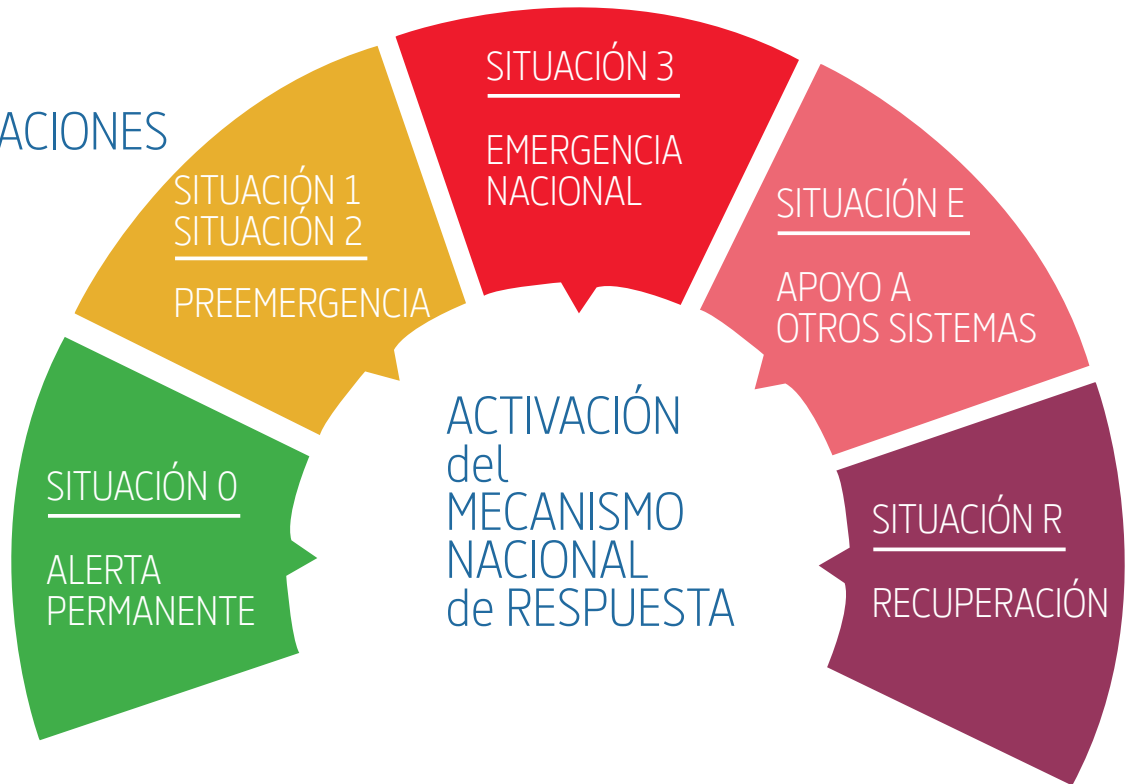 ACIONES
SITUACIÓN 0
ALERTA
PERMANENTE
SITUACIÓN 1
SITUACIÓN 2
PREEMERGENCIA
SITUACIÓN 3
EMERGENCIA
NACIONAL
SITUACIÓN E
APOYO A
OTROS SISTEMAS
SITUACIÓN R
RECUPERACIÓN
ACTIVACIÓN
del
MECANISMO
NACIONAL
de RESPUESTA